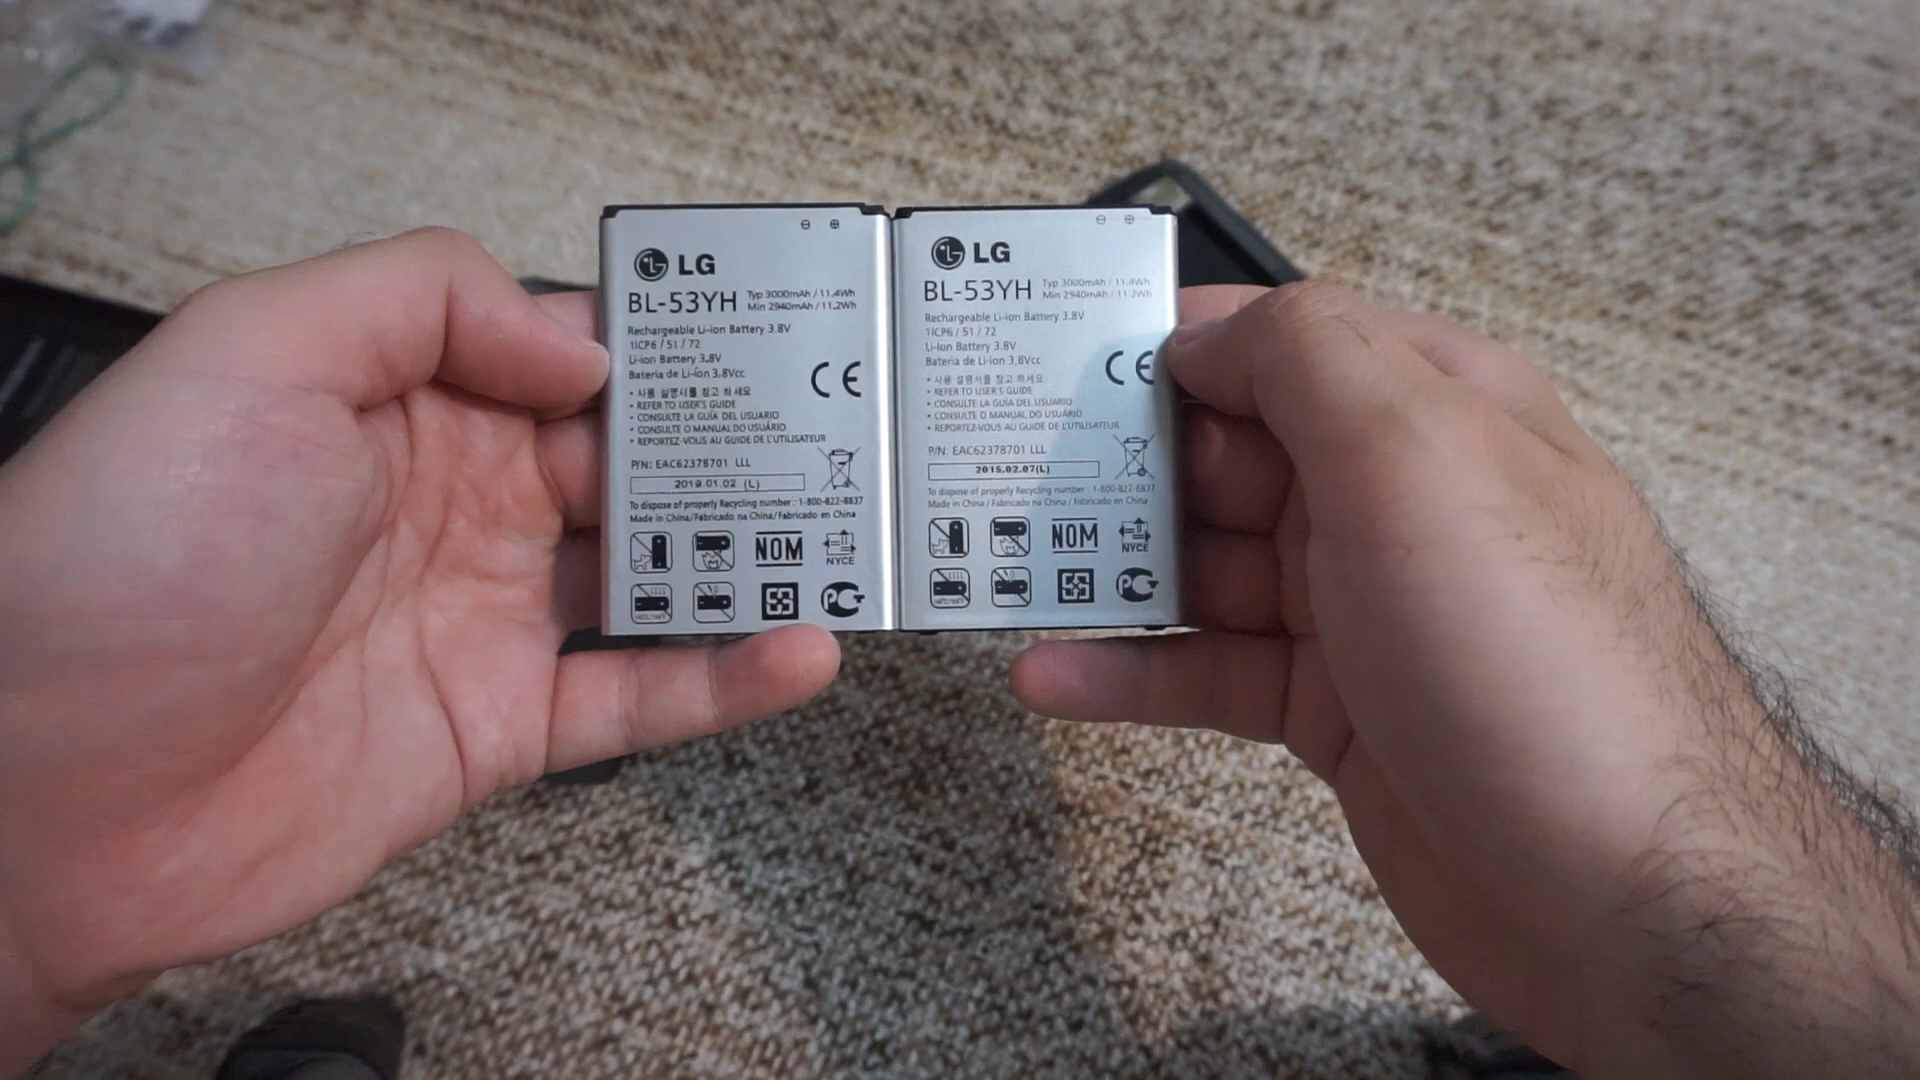 LG
BL-53YH Typ 3000mAh / 11.4Wh
Min 2940mAh / 11.2Wh
Rechargeable Li-ion Battery 3.8V
1ICP6 / 51 / 72
Li-ion Battery 3.8V
Bateria de Li-íon 3.8Vcc
CE
• 사용 설명서를 참고 하세요
• REFER TO USER'S GUIDE
• CONSULTE LA GUÍA DEL USUARIO
• CONSULTE O MANUAL DO USUÁRIO
• REPORTEZ-VOUS AU GUIDE DE L'UTILISATEUR
P/N: EAC62378701 LLL
2019.01.02 (L)
To dispose of properly Recycling number : 1-800-822-8837
Made in China/Fabricado na China/Fabricado en China
NOM
NYCE
LG
BL-53YH Typ 3000mAh / 11.4Wh
Min 2940mAh / 11.2Wh
Rechargeable Li-ion Battery 3.8V
1ICP6 / 51 / 72
Li-ion Battery 3.8V
Bateria de Li-ion 3.8Vcc
CE
• 사용 설명서를 참고 하세요
• REFER TO USER'S GUIDE
• CONSULTE LA GUÍA DEL USUARIO
• CONSULTE O MANUAL DO USUÁRIO
• REPORTEZ-VOUS AU GUIDE DE L'UTILISATEUR
P/N: EAC62378701 LLL
2015.02.07(L)
To dispose of properly Recycling number : 1-800-822-8837
Made in China / Fabricado na China / Fabricado en China
NOM
NYCE